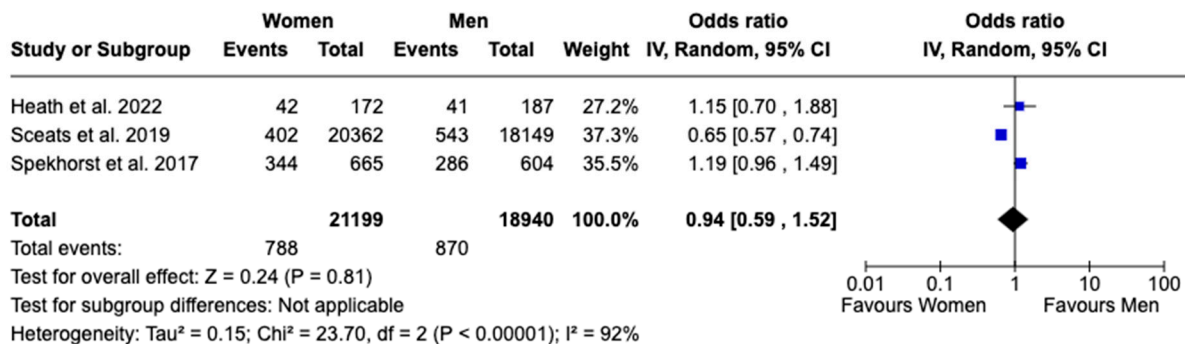 Women Men Odds ratio Odds ratio
Study or Subgroup Events Total Events Total Weight IV, Random, 95% CI IV, Random, 95% CI
Heath et al. 2022 42 172 41 187 27.2% 1.15 [0.70 , 1.88]
Sceats et al. 2019 402 20362 543 18149 37.3% 0.65 [0.57 , 0.74]
Spekhorst et al. 2017 344 665 286 604 35.5% 1.19 [0.96 , 1.49]
Total 21199 18940 100.0% 0.94 [0.59 , 1.52]
Total events: 788 870
Test for overall effect: Z = 0.24 (P = 0.81)
0.01 0.1 1 10 100
Test for subgroup differences: Not applicable
Favours Women Favours Men
Heterogeneity: Tau² = 0.15; Chi² = 23.70, df = 2 (P < 0.00001); I² = 92%